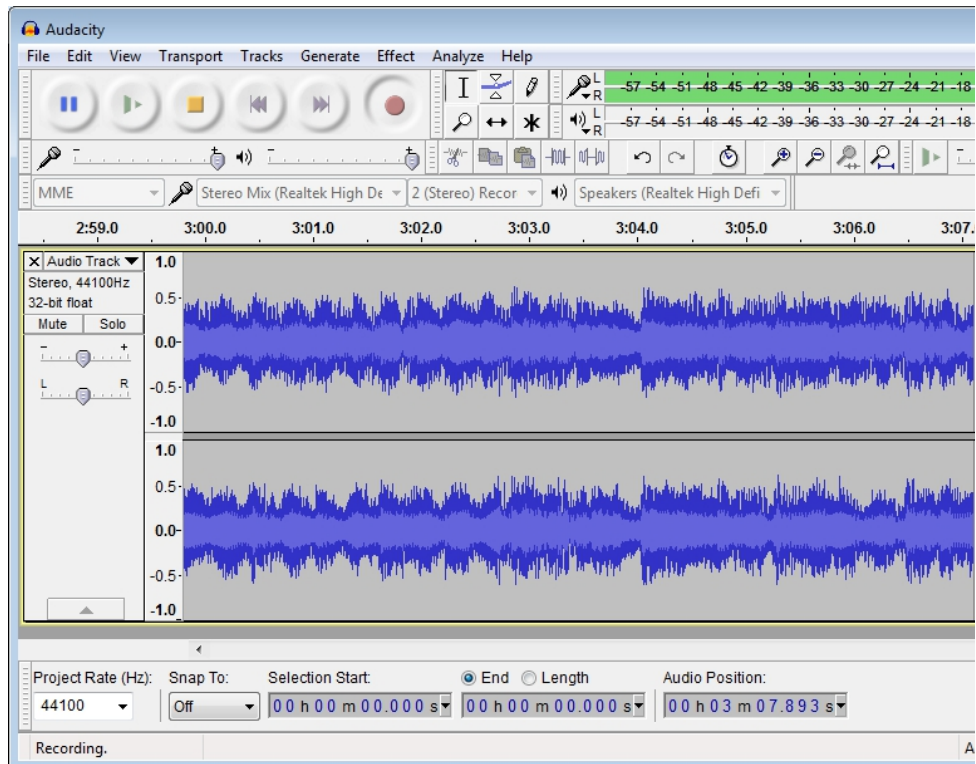 Audacity
File Edit View Transport Tracks Generate Effect Analyze Help
L
R
-57 -54 -51 -48 -45 -42 -39 -36 -33 -30 -27 -24 -21 -18
L
R
-57 -54 -51 -48 -45 -42 -39 -36 -33 -30 -27 -24 -21 -18
- +
- +
MME Stereo Mix (Realtek High De 2 (Stereo) Recor Speakers (Realtek High Defi
2:59.0 3:00.0 3:01.0 3:02.0 3:03.0 3:04.0 3:05.0 3:06.0 3:07.
X Audio Track 1.0
Stereo, 44100Hz
32-bit float 0.5
Mute Solo
0.0
- +
L R
-0.5
-1.0
1.0
0.5
0.0
-0.5
-1.0
Project Rate (Hz): Snap To: Selection Start: End Length Audio Position:
44100 Off 00 h 00 m 00.000 s 00 h 00 m 00.000 s 00 h 03 m 07.893 s
Recording. A